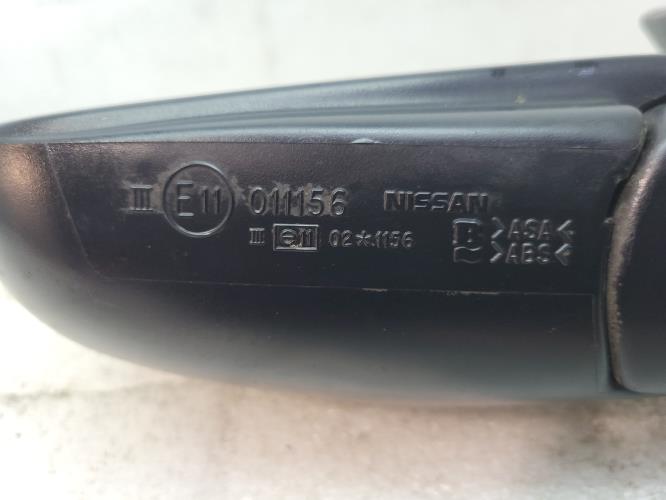 III E11 011156 NISSAN
III e11 02*1156
B >ASA<
>ABS<